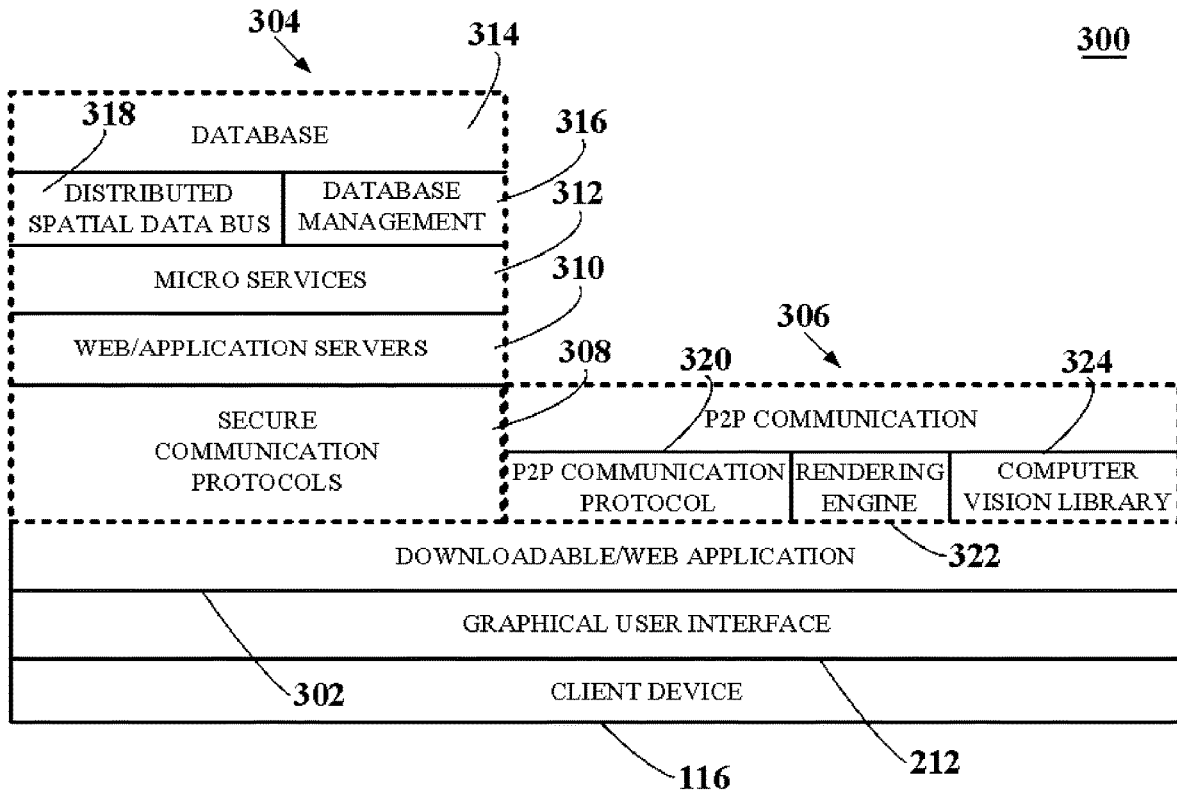 304
314
300
318
DATABASE
316
DISTRIBUTED
SPATIAL DATA BUS
DATABASE
MANAGEMENT
312
MICRO SERVICES
310
WEB/APPLICATION SERVERS
308
306
320
324
SECURE
COMMUNICATION
PROTOCOLS
P2P COMMUNICATION
P2P COMMUNICATION
PROTOCOL
RENDERING
ENGINE
COMPUTER
VISION LIBRARY
DOWNLOADABLE/WEB APPLICATION
322
GRAPHICAL USER INTERFACE
302
CLIENT DEVICE
116
212